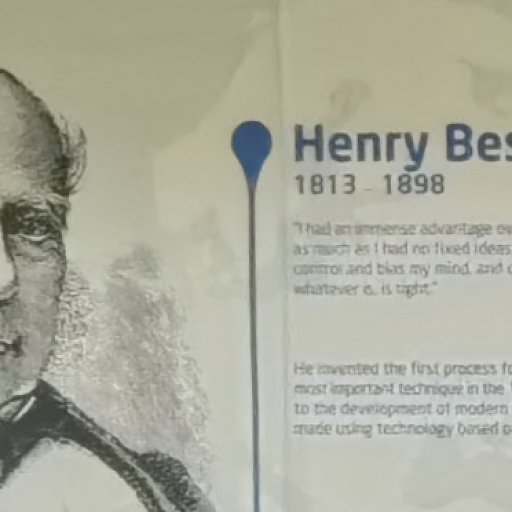 Henry Bes
1813 - 1898
"I had an immense advantage ov
as much as I had no fixed ideas
control and bias my mind, and d
whatever is, is right."
He invented the first process fo
most important technique in the
to the development of modern
made using technology based o